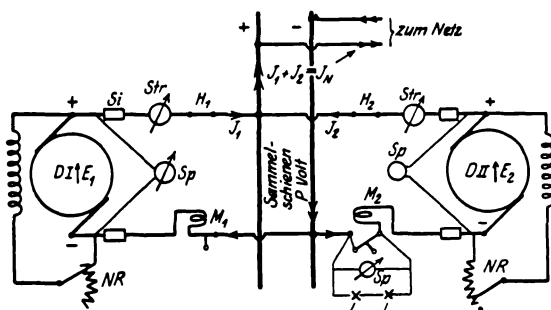 + -
zum Netz
J₁ + J₂ = J_N
Str
Si
H₁
J₁
J₂
H₂
Str
+
DI↑E₁
Sp
-
NR
M₁
Sammel-
schienen
P Volt
M₂
Sp
+
DII↑E₂
Sp
-
NR